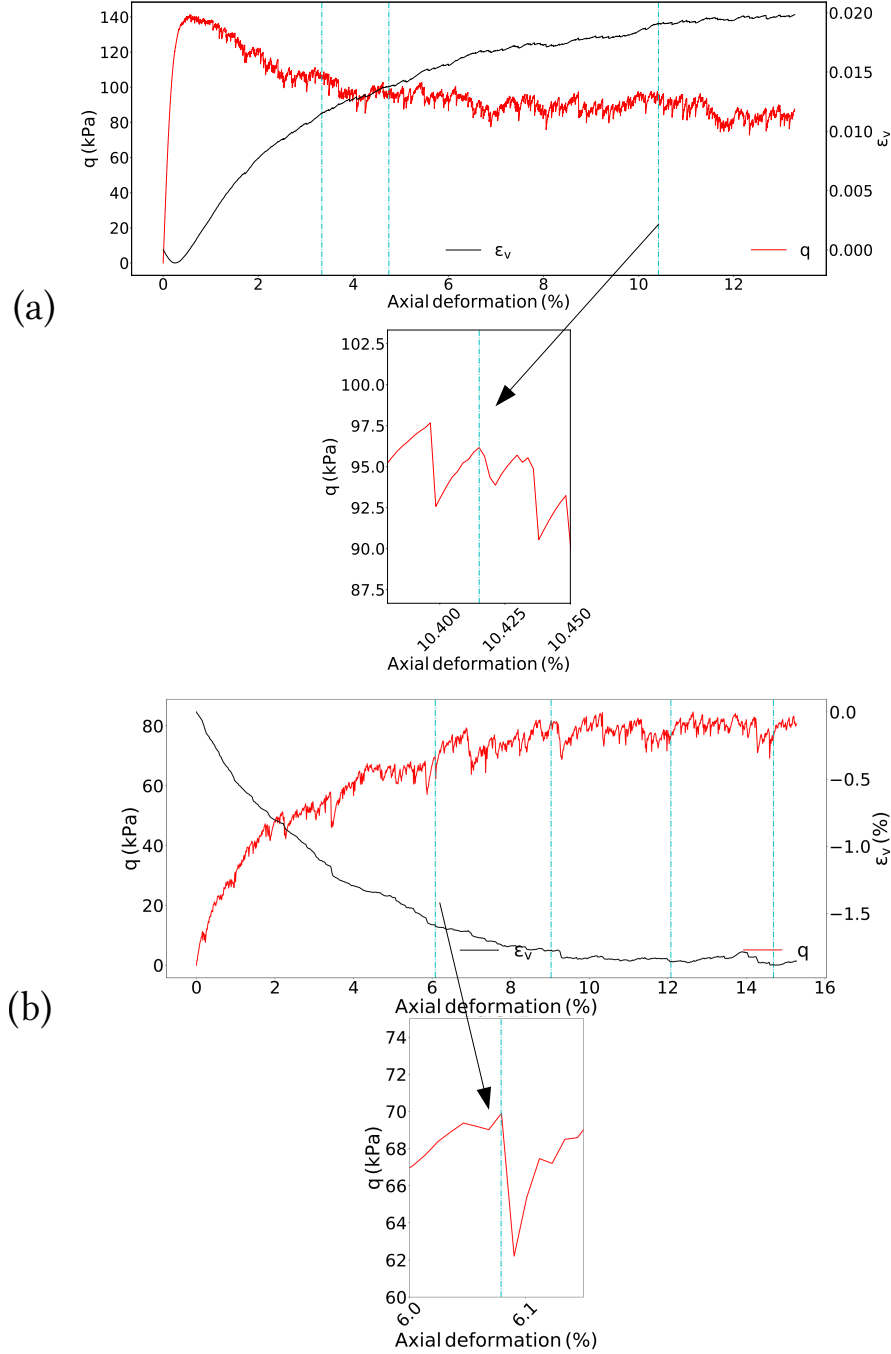 (a)
q (kPa)
140
120
100
80
60
40
20
0
0.020
0.015
0.010
0.005
0.000
εv
εv
q
0 2 4 6 8 10 12
Axial deformation (%)
q (kPa)
102.5
100.0
97.5
95.0
92.5
90.0
87.5
10.400 10.425 10.450
Axial deformation (%)
(b)
q (kPa)
80
60
40
20
0
0.0
−0.5
−1.0
−1.5
εv (%)
εv
q
0 2 4 6 8 10 12 14 16
Axial deformation (%)
q (kPa)
74
72
70
68
66
64
62
60
6.0 6.1
Axial deformation (%)